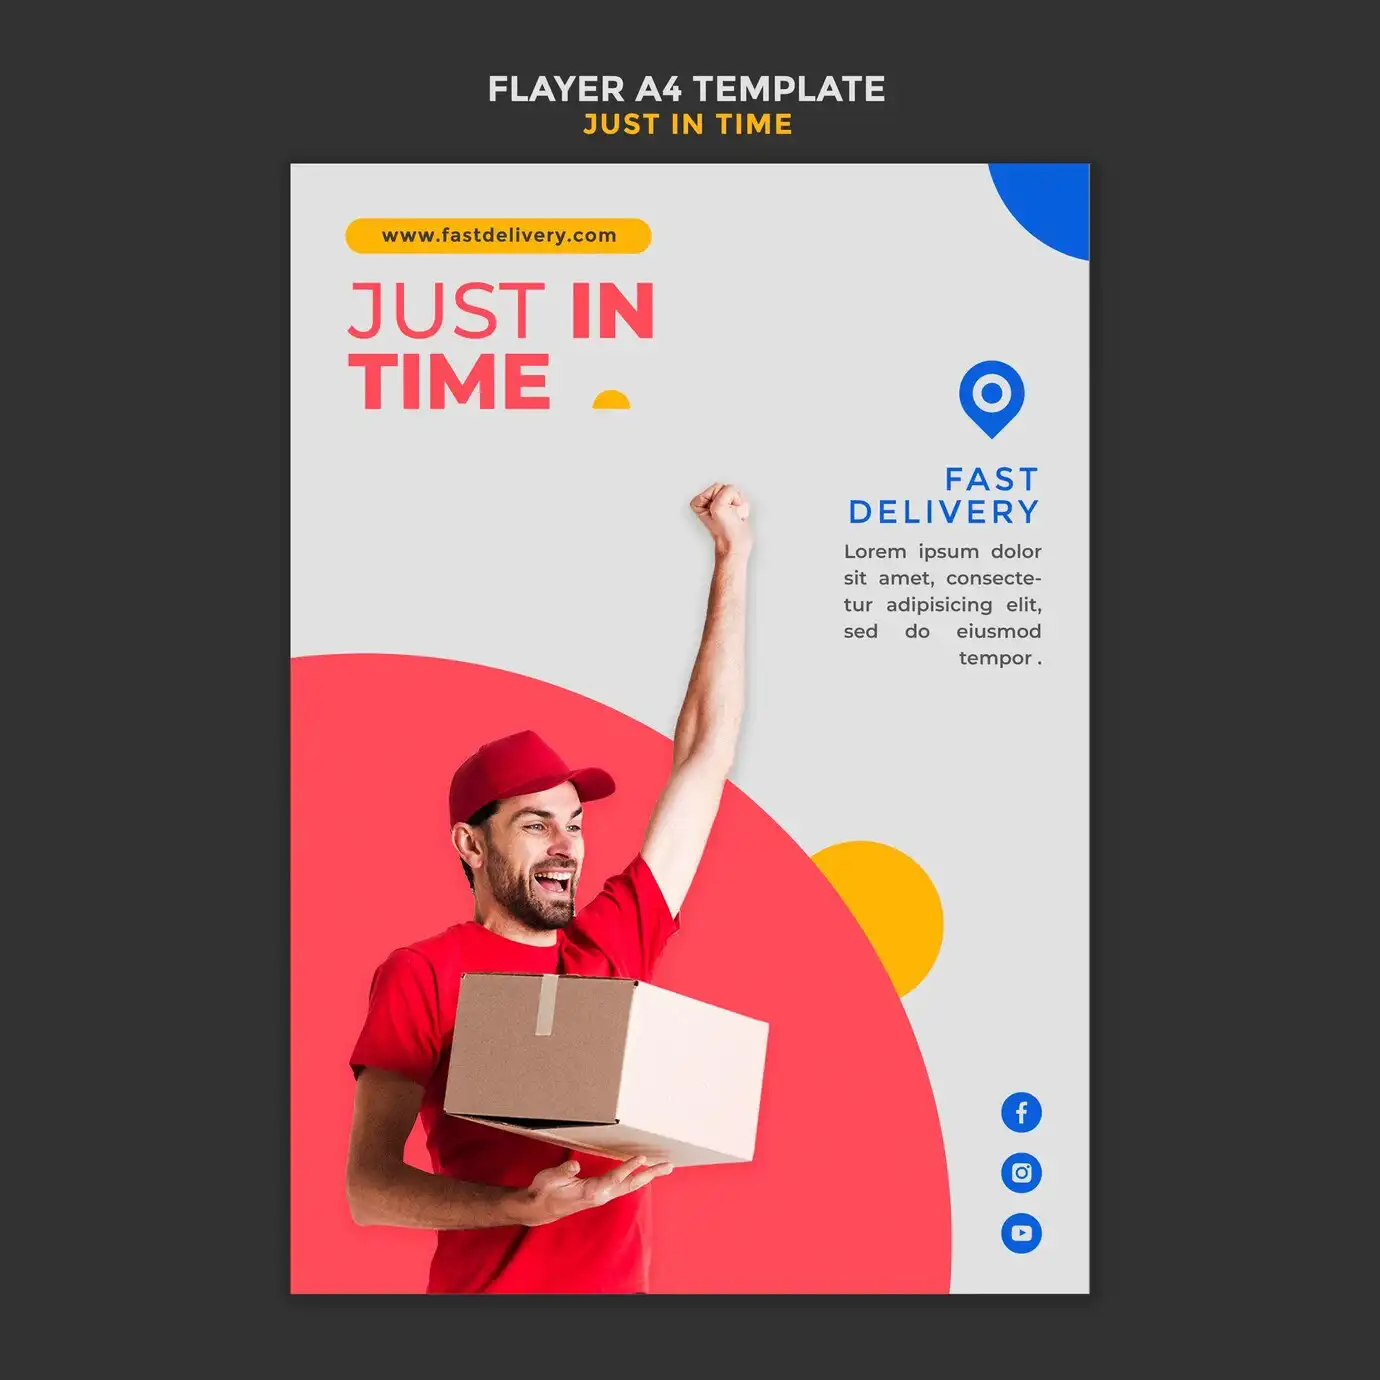 FLAYER A4 TEMPLATE
JUST IN TIME
www.fastdelivery.com
JUST IN
TIME
FAST
DELIVERY
Lorem ipsum dolor
sit amet, consecte-
tur adipisicing elit,
sed do eiusmod
tempor .